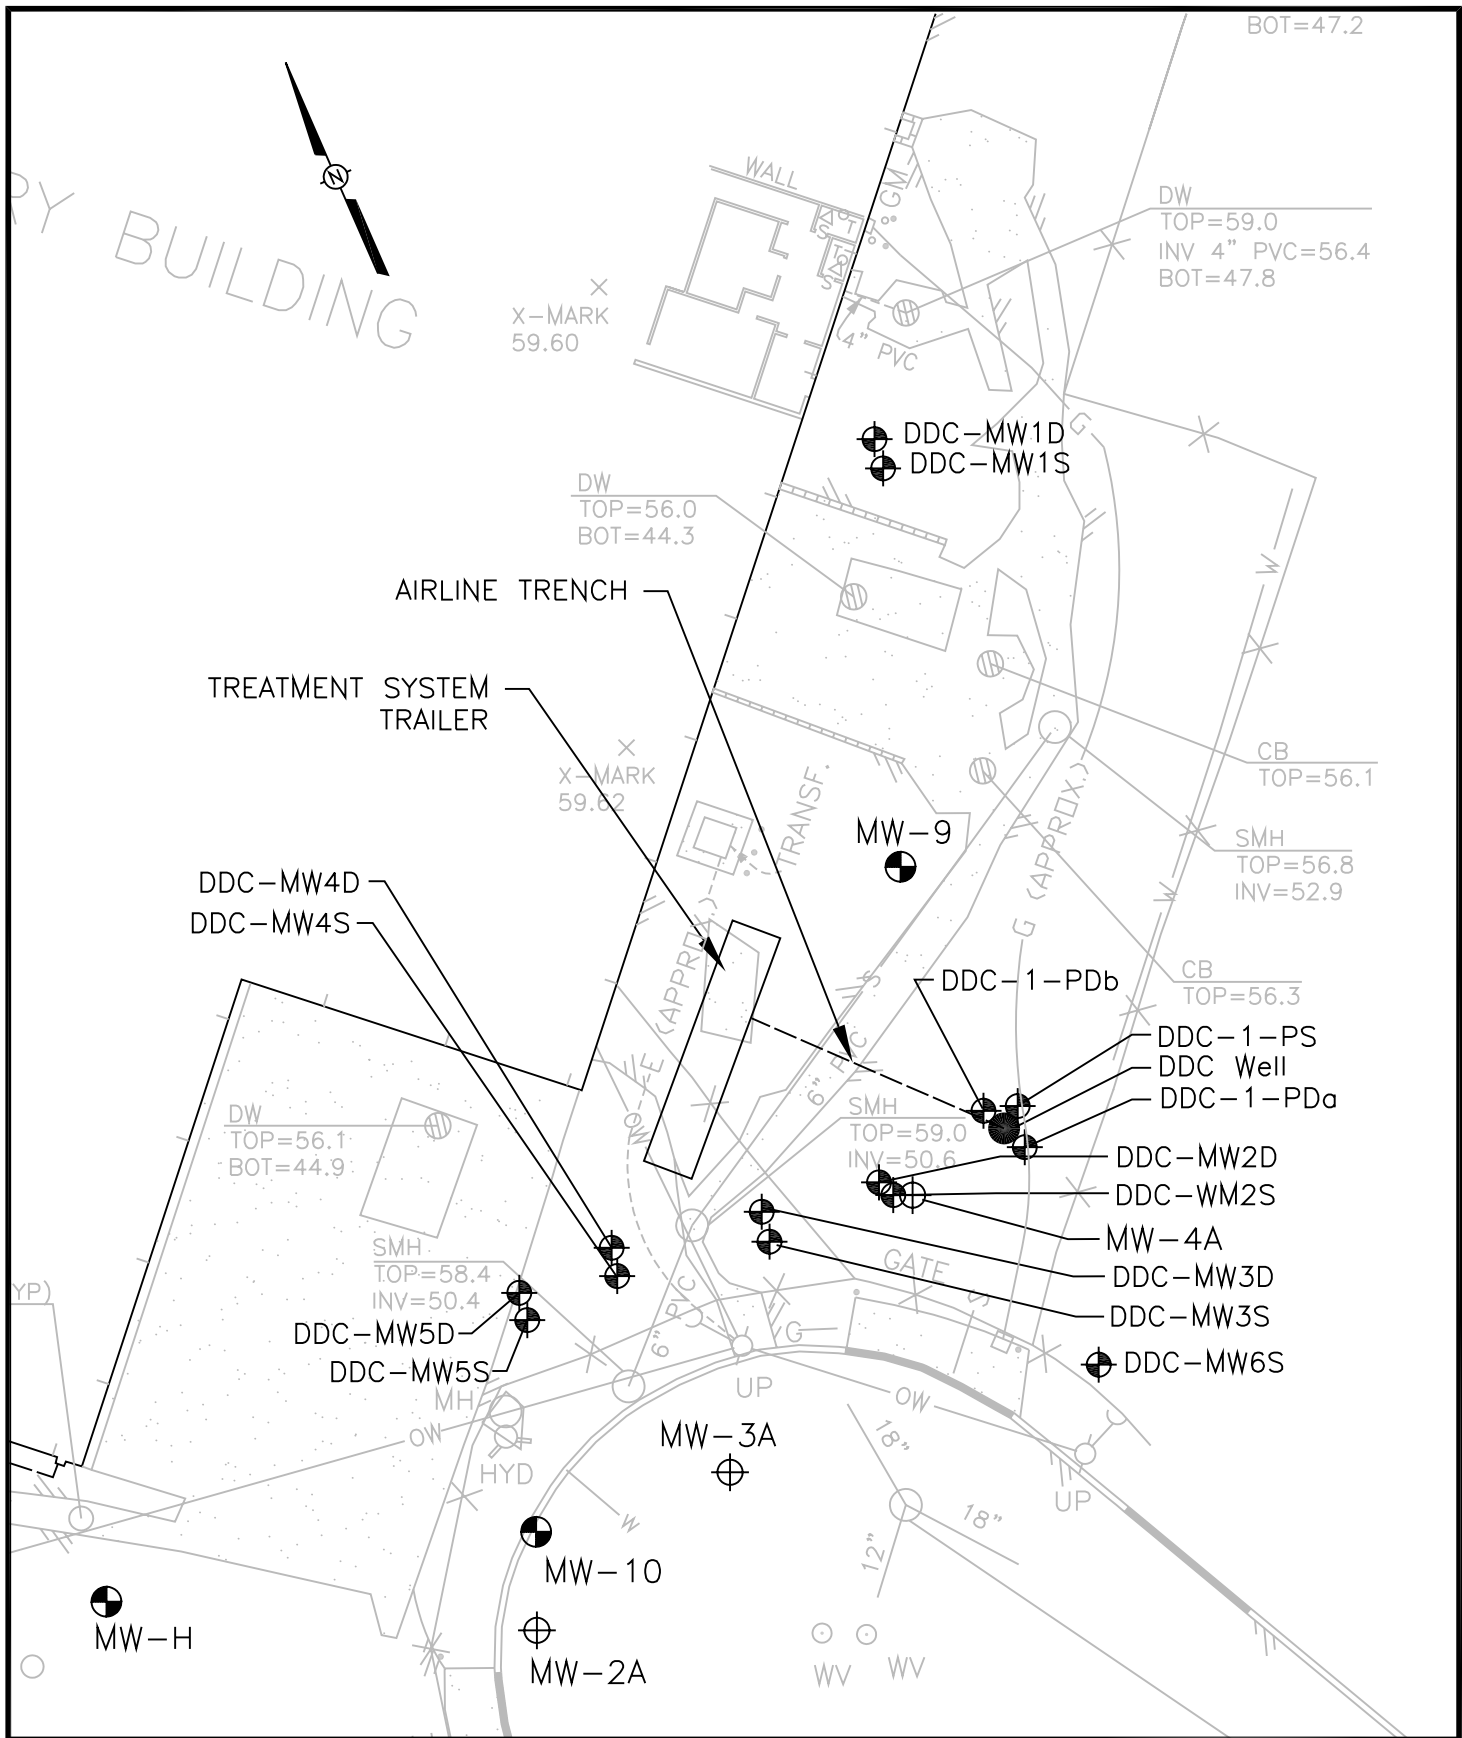 BOT=47.2
N
RY BUILDING
WALL
GM
T
S
T
S
DW
TOP=59.0
INV 4" PVC=56.4
BOT=47.8
X-MARK
59.60
4" PVC
G
DDC-MW1D
DDC-MW1S
DW
TOP=56.0
BOT=44.3
W
AIRLINE TRENCH
TREATMENT SYSTEM
TRAILER
X-MARK
59.62
TRANSF.
CB
TOP=56.1
MW-9
SMH
TOP=56.8
INV=52.9
G (APPROX.)
W
DDC-MW4D
DDC-MW4S
E (APPROX.)
S
DDC-1-PDb
CB
TOP=56.3
DDC-1-PS
DDC Well
DDC-1-PDa
6" PVC
SMH
TOP=59.0
INV=50.6
OW
DW
TOP=56.1
BOT=44.9
DDC-MW2D
DDC-WM2S
MW-4A
DDC-MW3D
DDC-MW3S
GATE
S
SMH
TOP=58.4
INV=50.4
YP)
DDC-MW5D
DDC-MW5S
6" PVC
G
DDC-MW6S
MH
UP
OW
OW
HYD
MW-3A
18"
UP
18"
12"
W
MW-10
MW-H
MW-2A
WV
WV